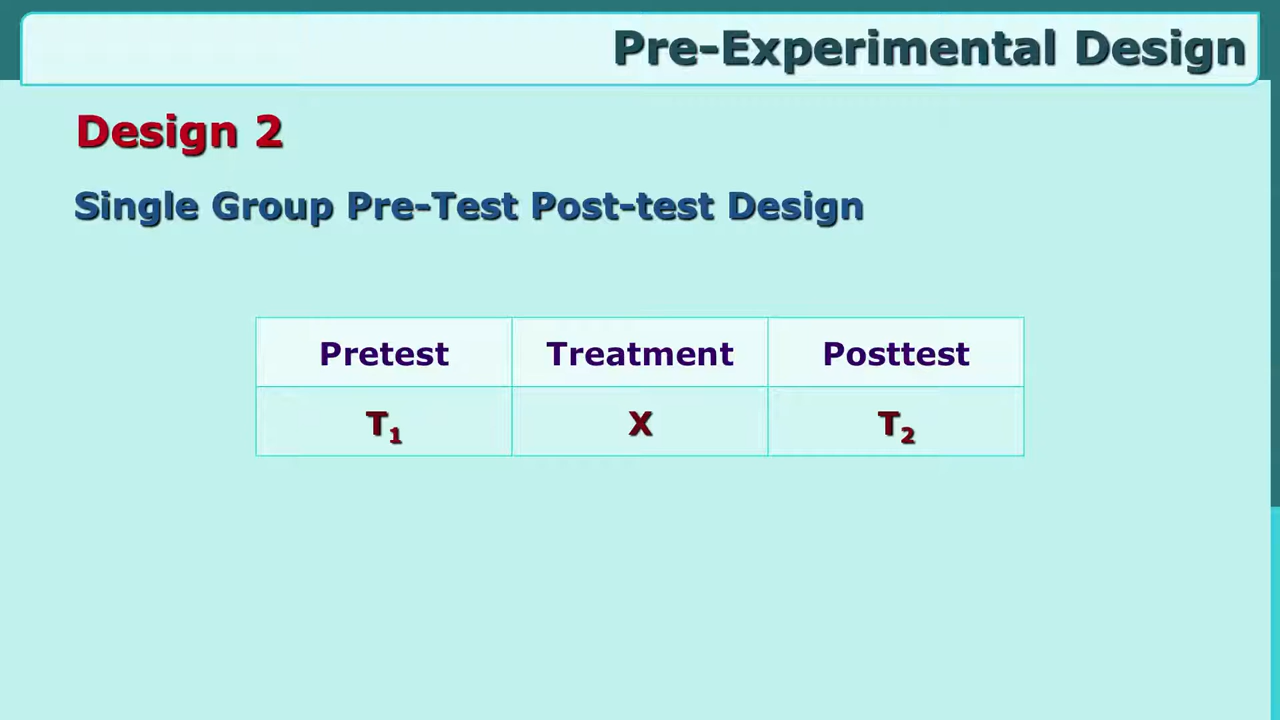 Pre-Experimental Design
Design 2
Single Group Pre-Test Post-test Design
Pretest Treatment Posttest
T₁ X T₂